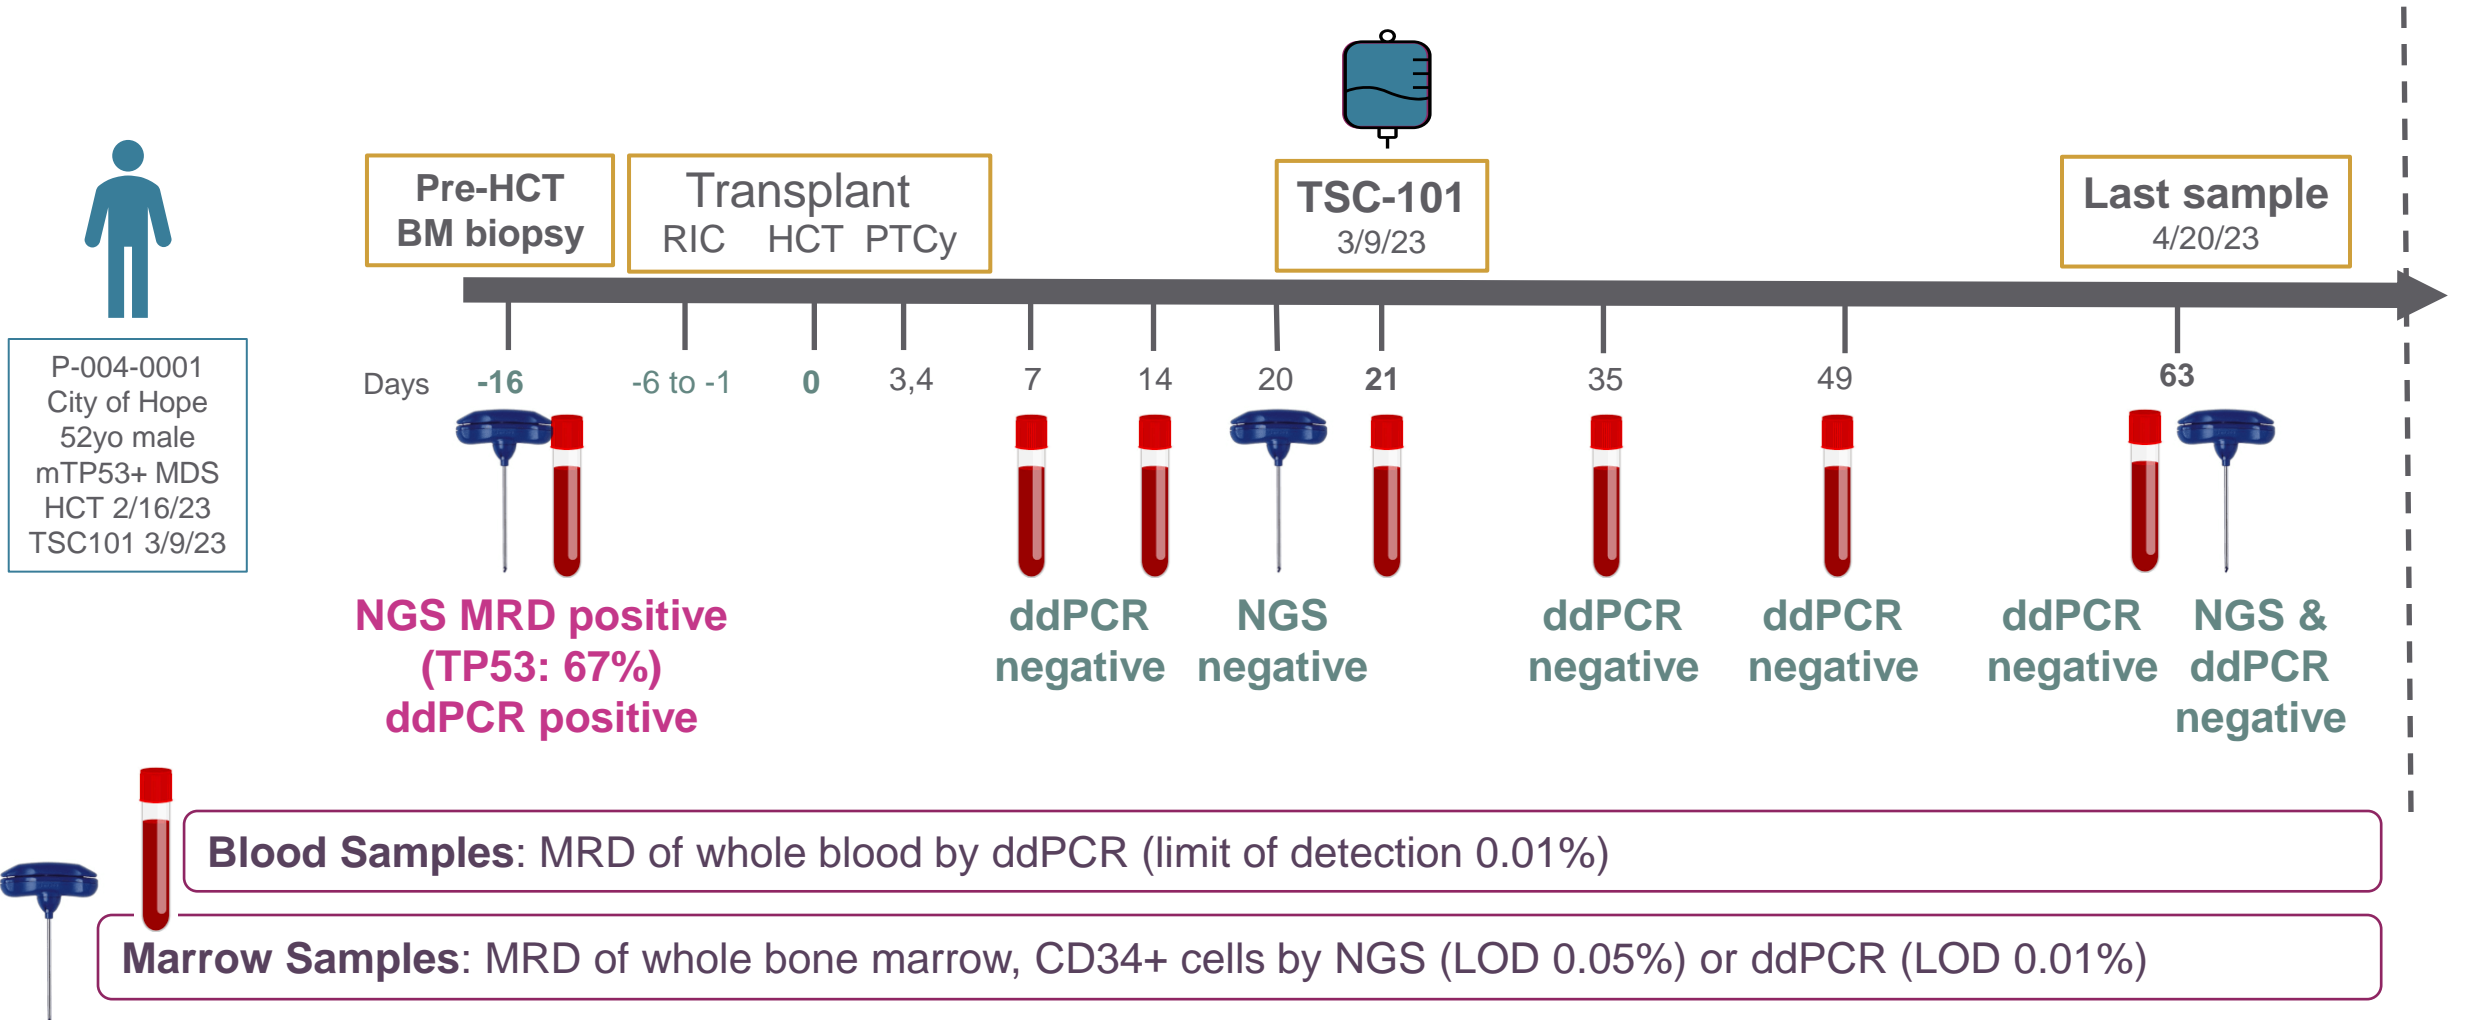 Pre-HCT
BM biopsy
Transplant
RIC HCT PTCy
TSC-101
3/9/23
Last sample
4/20/23
P-004-0001
City of Hope
52yo male
mTP53+ MDS
HCT 2/16/23
TSC101 3/9/23
Days -16 -6 to -1 0 3,4 7 14 20 21 35 49 63
NGS MRD positive
(TP53: 67%)
ddPCR positive
ddPCR
negative
NGS
negative
ddPCR
negative
ddPCR
negative
ddPCR
negative
NGS &
ddPCR
negative
Blood Samples: MRD of whole blood by ddPCR (limit of detection 0.01%)
Marrow Samples: MRD of whole bone marrow, CD34+ cells by NGS (LOD 0.05%) or ddPCR (LOD 0.01%)